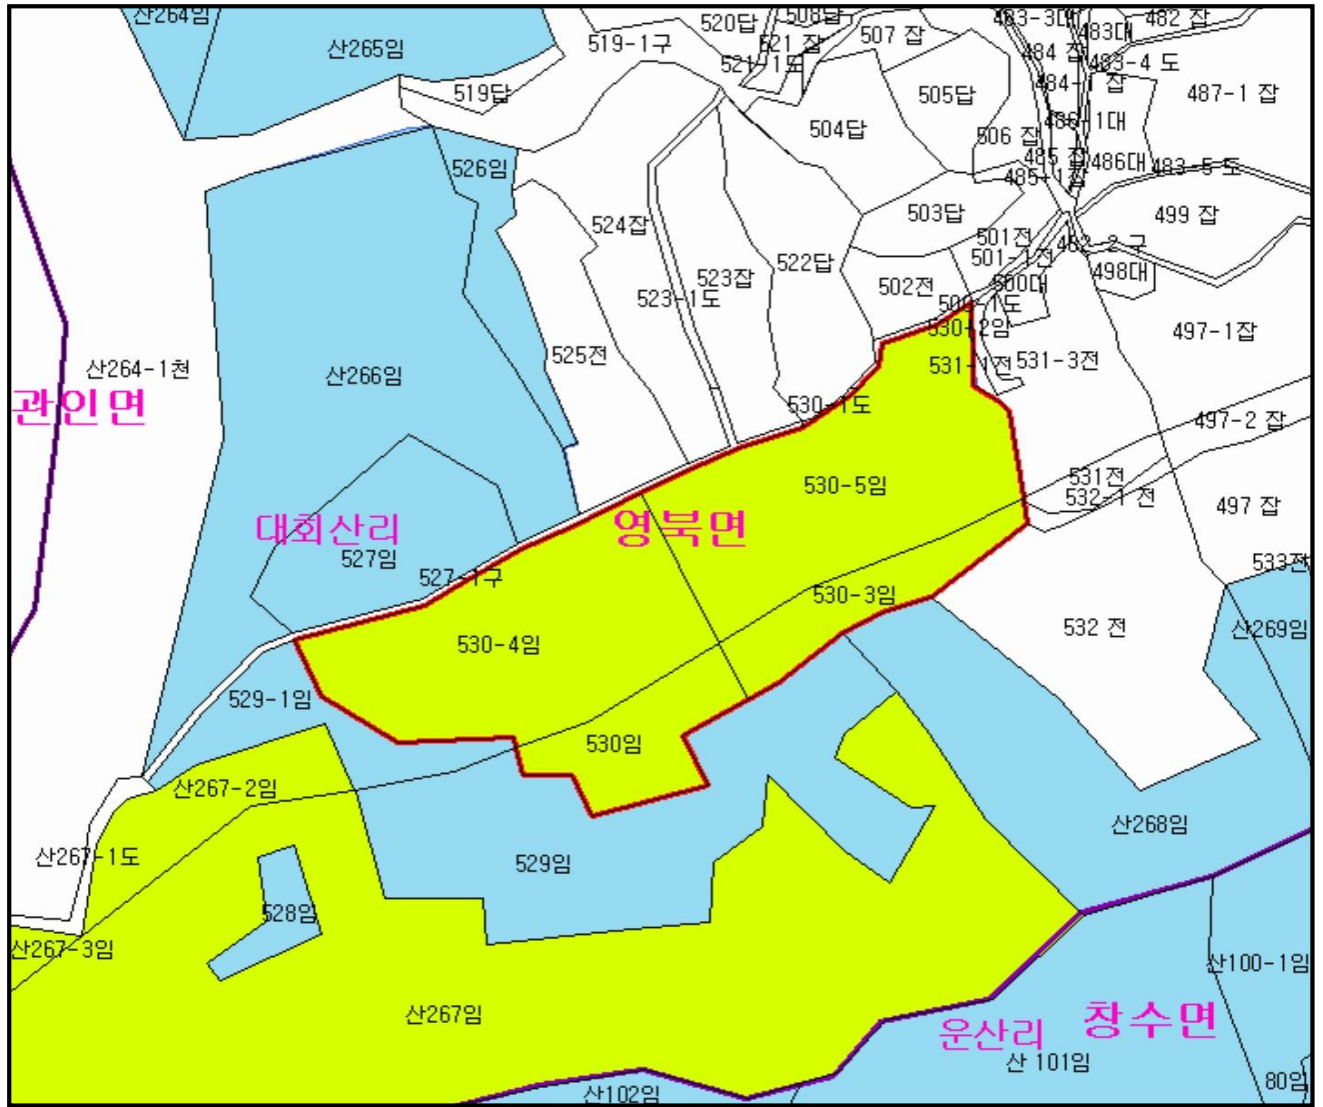 산264임
산265임
519-1구
520답
508답
521 잡
521-1도
507 잡
483-3대
483대
482 잡
484 잡
483-4 도
484-1 잡
487-1 잡
519답
505답
504답
506 잡
486-1대
485 잡
486대
483-5 도
485-1잡
526임
524잡
503답
499 잡
501전
482-2 구
501-1전
522답
523잡
498대
502전
500대
523-1도
500-1도
530-2임
497-1잡
525전
531-1전
531-3전
산264-1천
산266임
관인면
530-1도
497-2 잡
531전
532-1 전
530-5임
497 잡
대회산리
영북면
527임
527-1구
533전
530-3임
532 전
산269임
530-4임
529-1임
530임
산267-2임
산268임
산267-1도
529임
528임
산267-3임
산100-1임
산267임
운산리
창수면
산 101임
산102임
80임